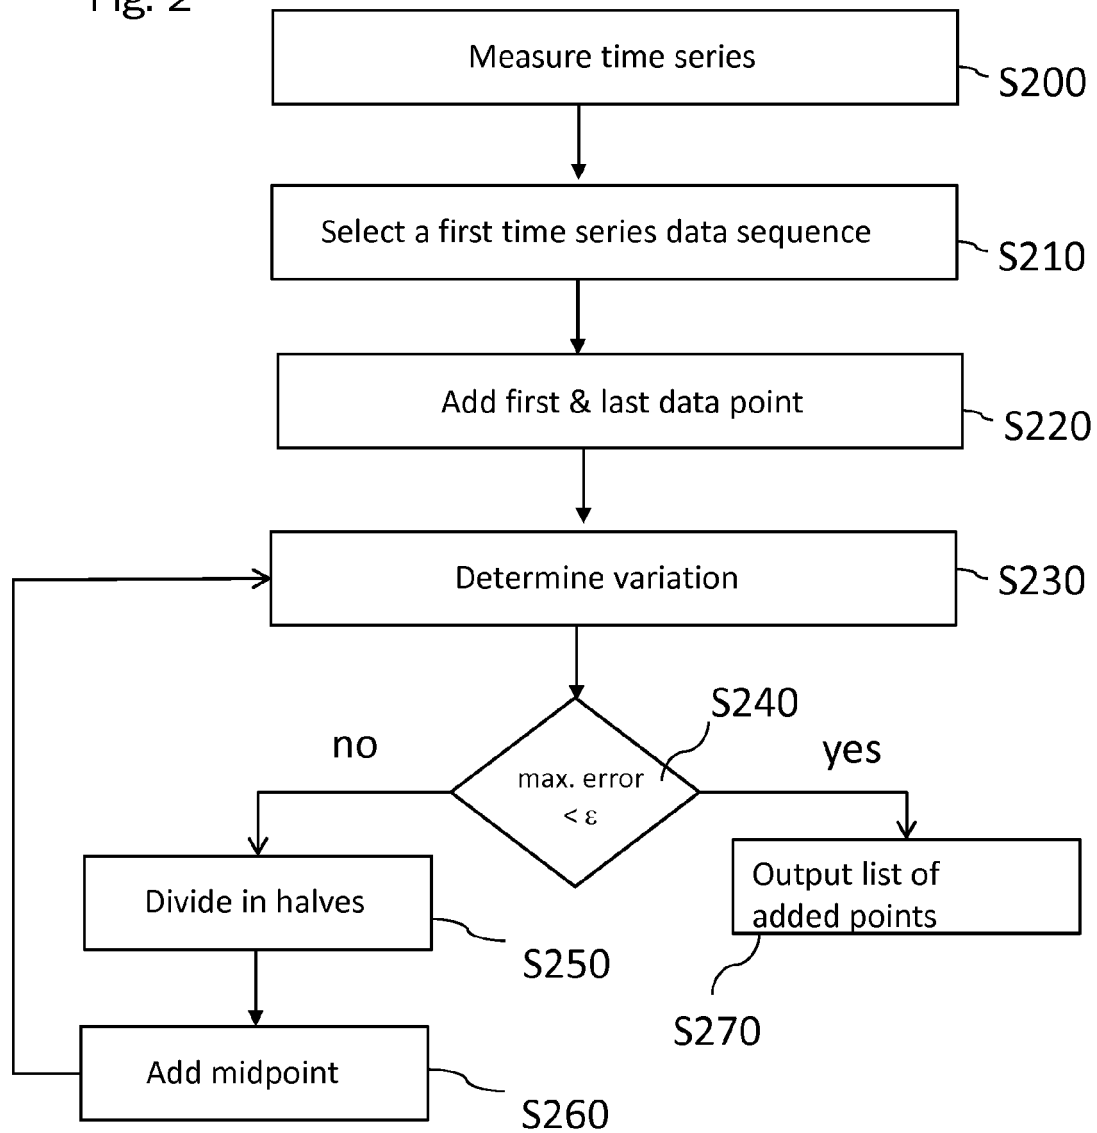 Fig. 2
Measure time series
S200
Select a first time series data sequence
S210
Add first & last data point
S220
Determine variation
S230
S240
no
yes
max. error
< ε
Output list of
added points
Divide in halves
S250
S270
Add midpoint
S260